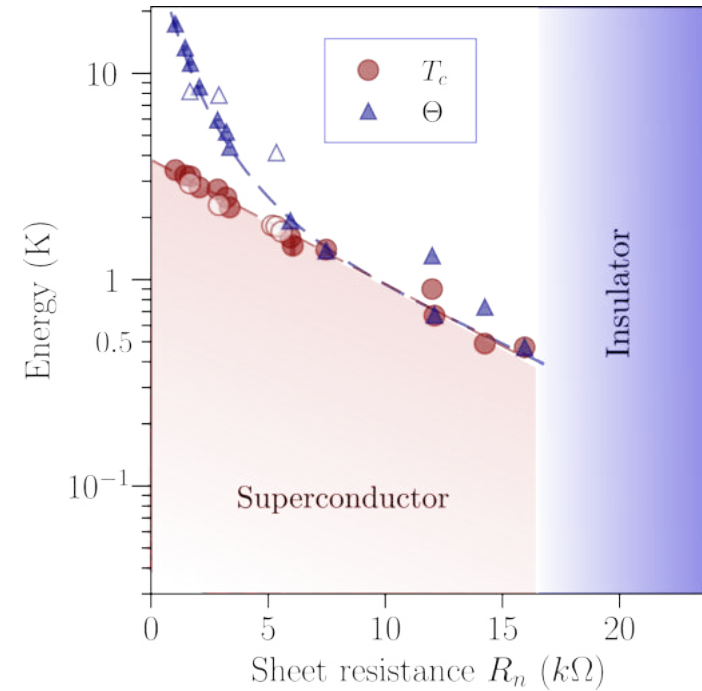 10
1
0.5
10⁻¹
Energy (K)
T_c
Θ
Superconductor
Insulator
0 5 10 15 20
Sheet resistance R_n (kΩ)